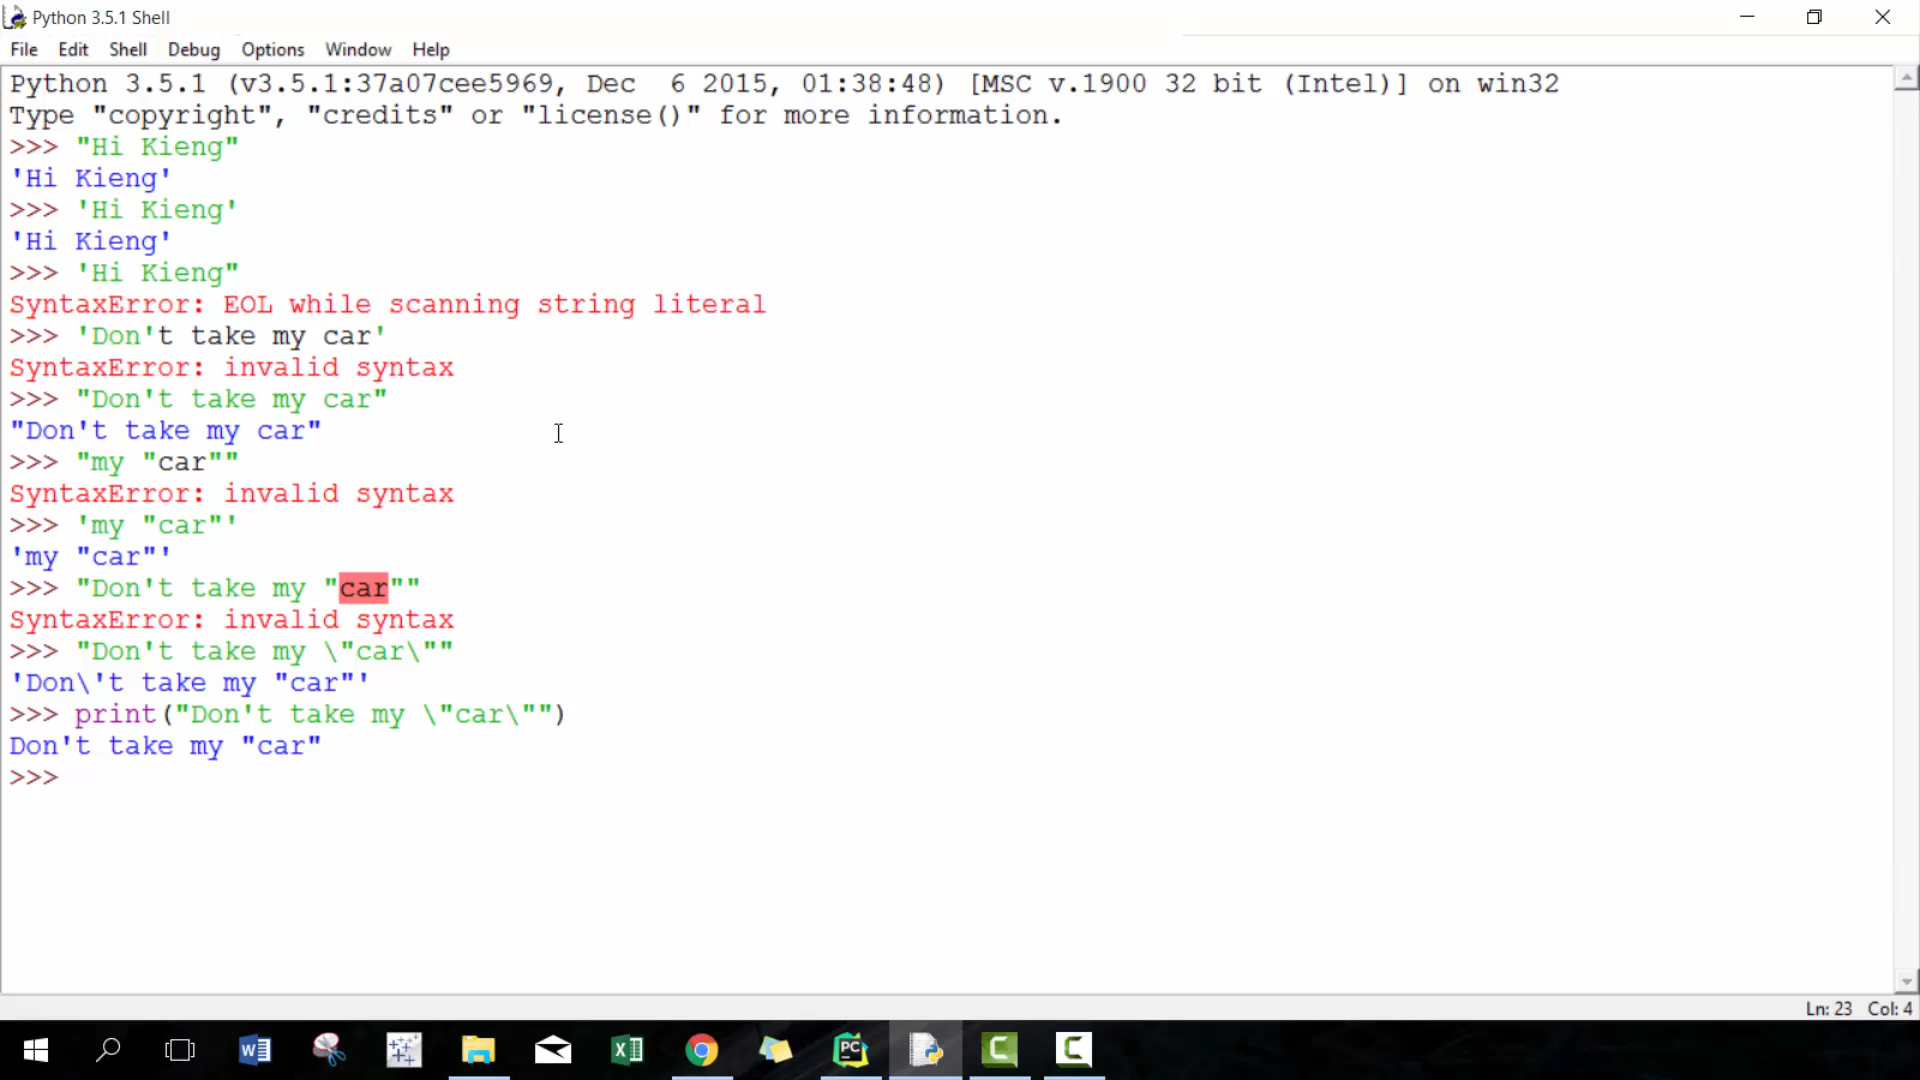 Python 3.5.1 Shell
File Edit Shell Debug Options Window Help
Python 3.5.1 (v3.5.1:37a07cee5969, Dec  6 2015, 01:38:48) [MSC v.1900 32 bit (Intel)] on win32
Type "copyright", "credits" or "license()" for more information.
>>> "Hi Kieng"
'Hi Kieng'
>>> 'Hi Kieng'
'Hi Kieng'
>>> 'Hi Kieng"
SyntaxError: EOL while scanning string literal
>>> 'Don't take my car'
SyntaxError: invalid syntax
>>> "Don't take my car"
"Don't take my car"
>>> "my "car""
SyntaxError: invalid syntax
>>> 'my "car"'
'my "car"'
>>> "Don't take my "car""
SyntaxError: invalid syntax
>>> "Don't take my \"car\""
'Don\'t take my "car"'
>>> print("Don't take my \"car\"")
Don't take my "car"
>>>
Ln: 23 Col: 4
PC